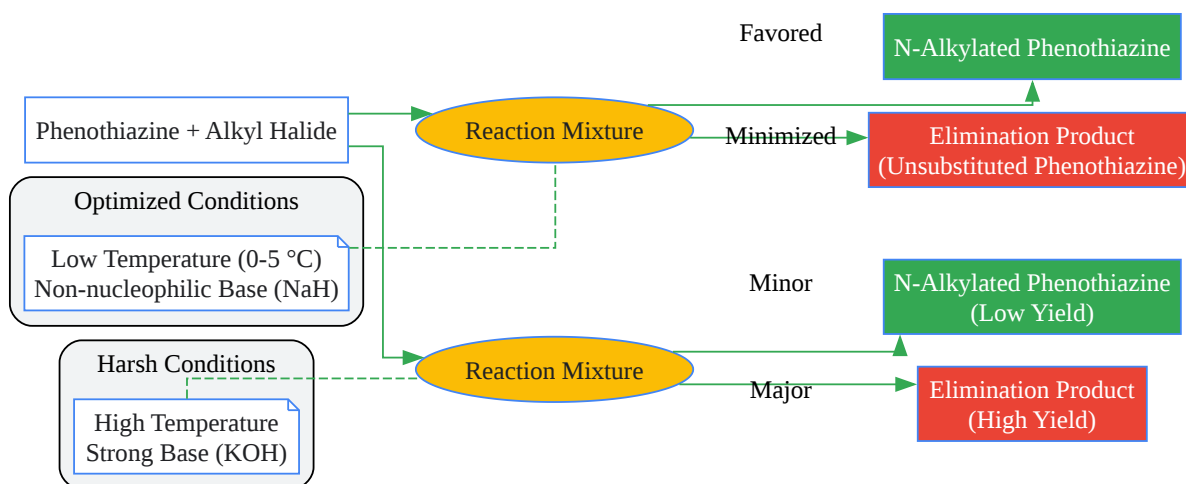 Favored
N-Alkylated Phenothiazine
Phenothiazine + Alkyl Halide
Reaction Mixture
Minimized
Elimination Product
(Unsubstituted Phenothiazine)
Optimized Conditions
Low Temperature (0-5 °C)
Non-nucleophilic Base (NaH)
Minor
N-Alkylated Phenothiazine
(Low Yield)
Harsh Conditions
High Temperature
Strong Base (KOH)
Reaction Mixture
Major
Elimination Product
(High Yield)